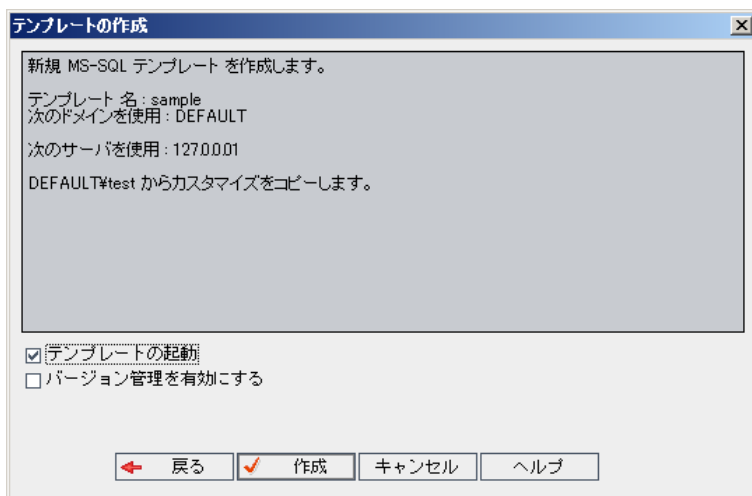 テンプレートの作成
新規 MS-SQL テンプレート を作成します。
テンプレート 名 : sample
次のドメインを使用 : DEFAULT
次のサーバを使用 : 127.0.0.01
DEFAULT¥test からカスタマイズをコピーします。
テンプレートの起動
バージョン管理を有効にする
戻る 作成 キャンセル ヘルプ